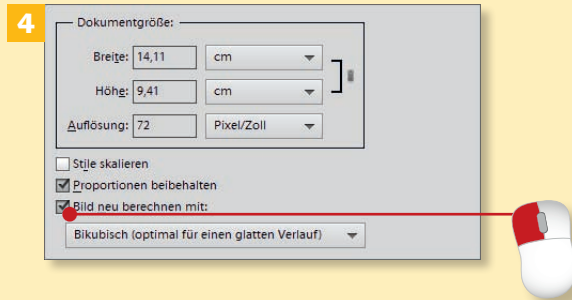 4
Dokumentgröße:
Breite: 14,11 cm
Höhe: 9,41 cm
Auflösung: 72 Pixel/Zoll
Stile skalieren
Proportionen beibehalten
Bild neu berechnen mit:
Bikubisch (optimal für einen glatten Verlauf)